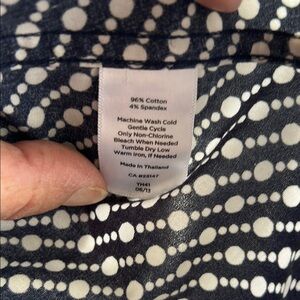 96% Cotton
4% Spandex
Machine Wash Cold
Gentle Cycle
Only Non-Chlorine
Bleach When Needed
Tumble Dry Low
Warm Iron, If Needed
Made In Thailand
CA #25147
TH41
06/13